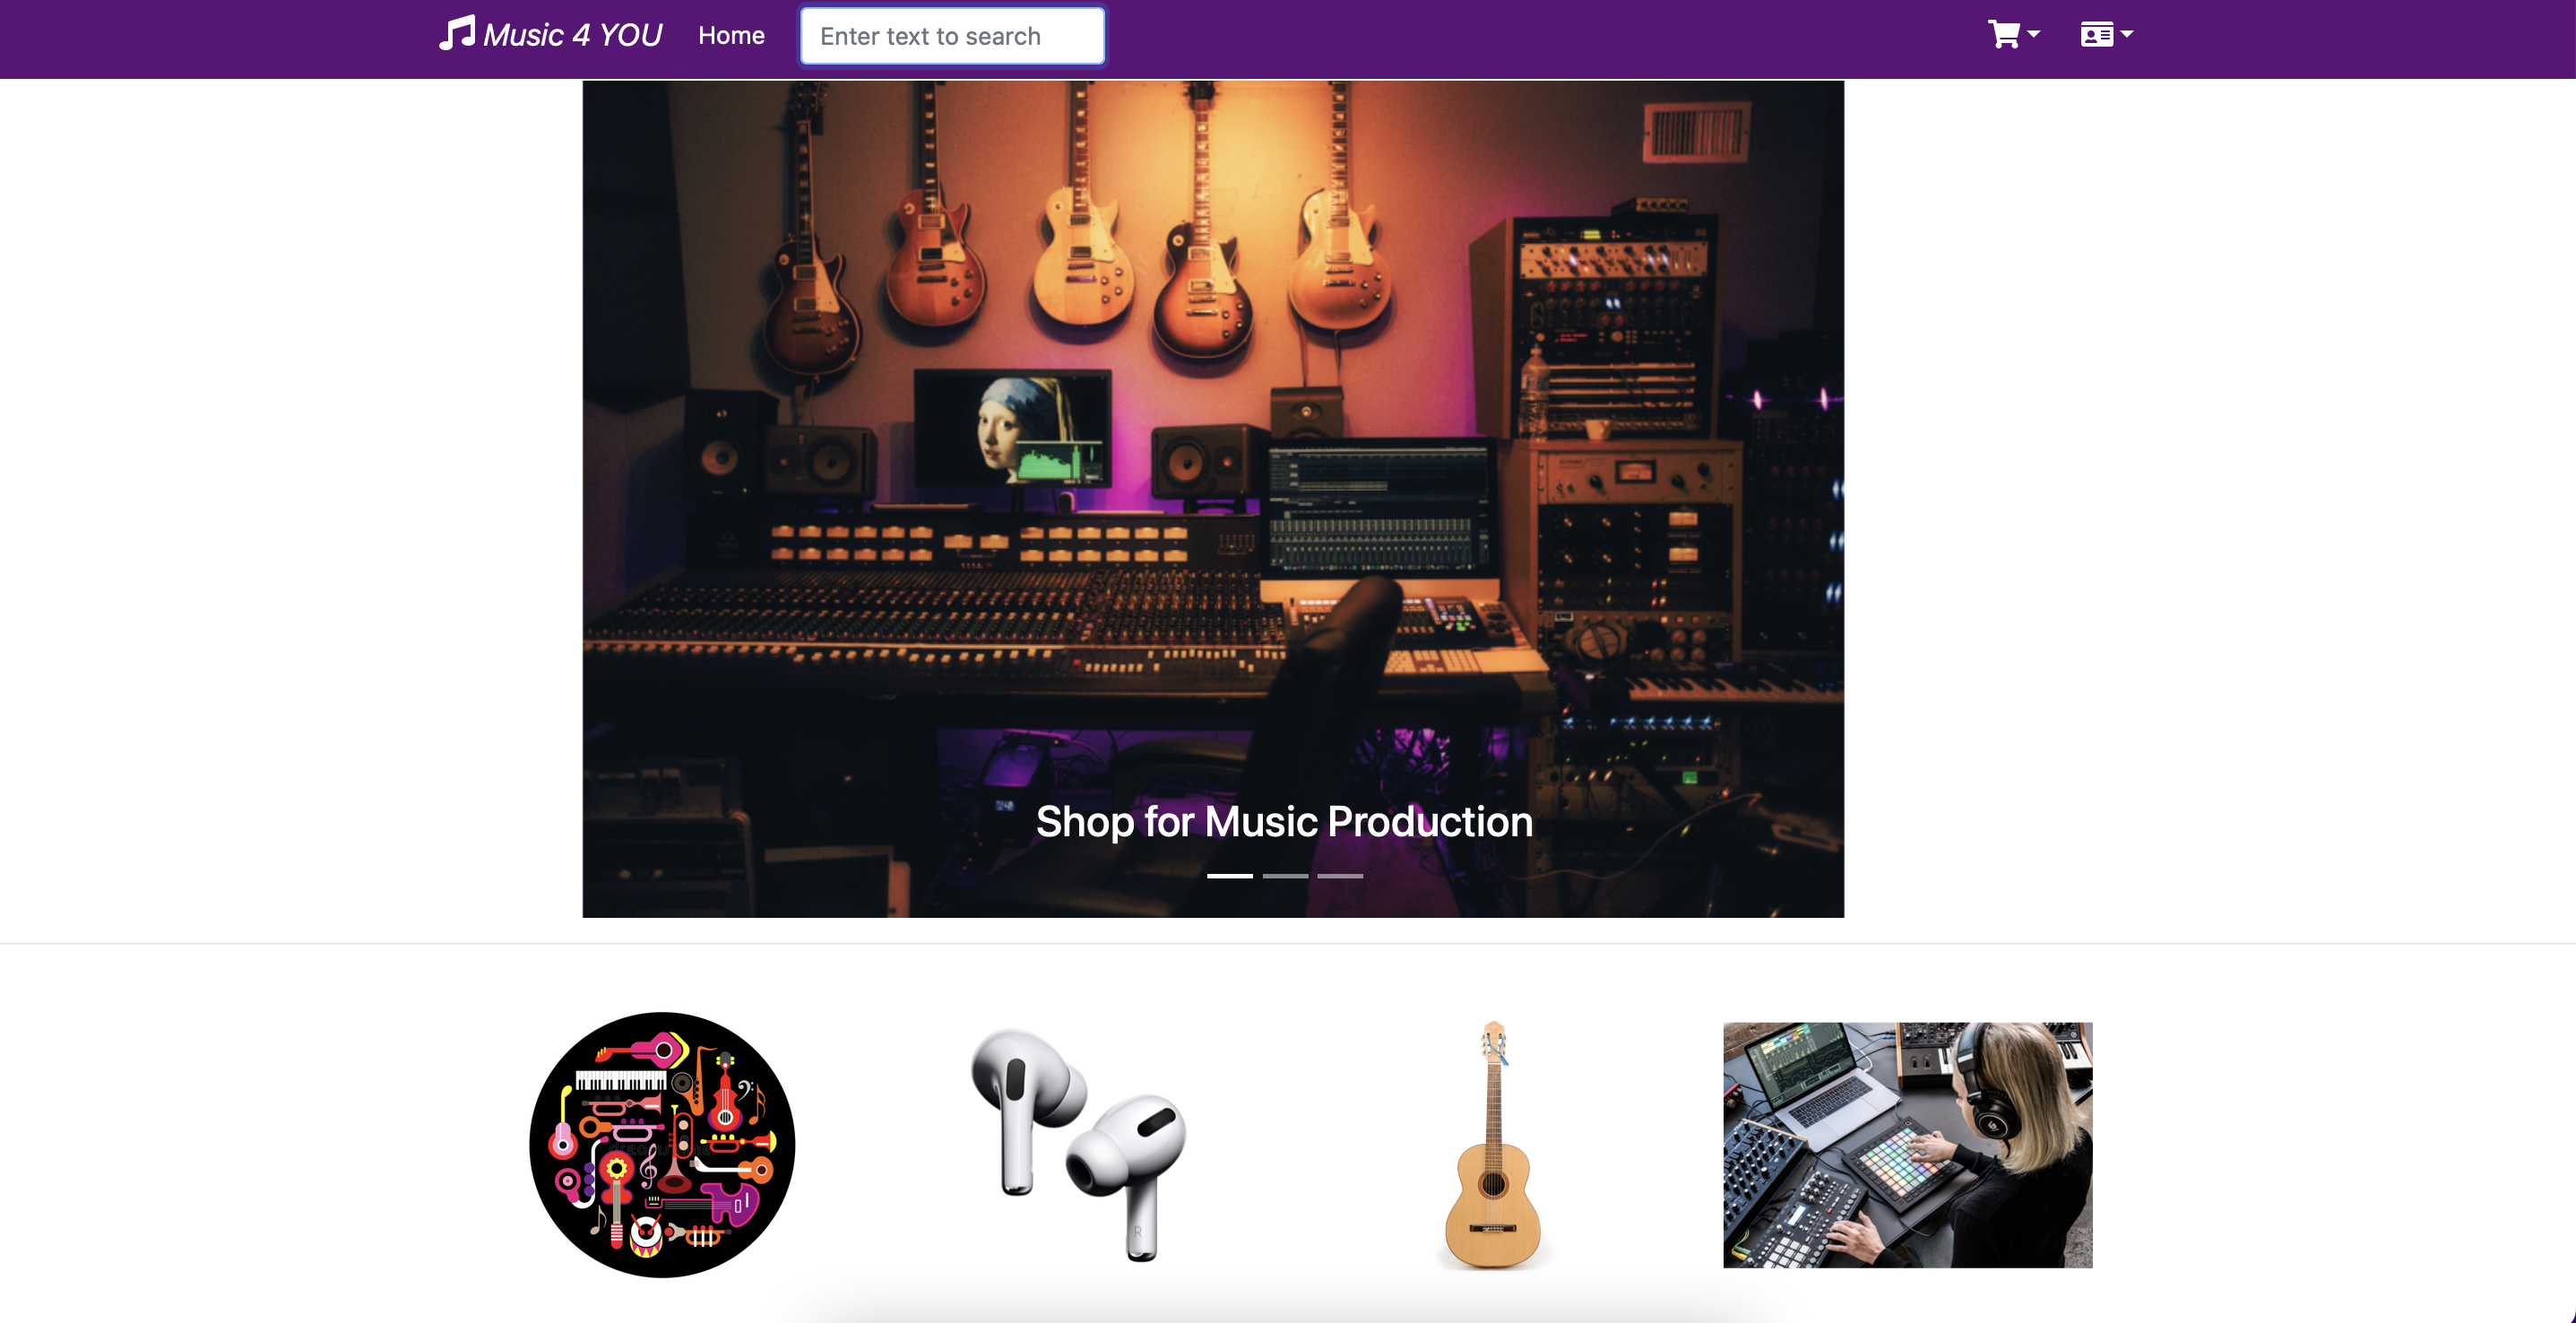 Music 4 YOU
Home
Enter text to search
Shop for Music Production
R